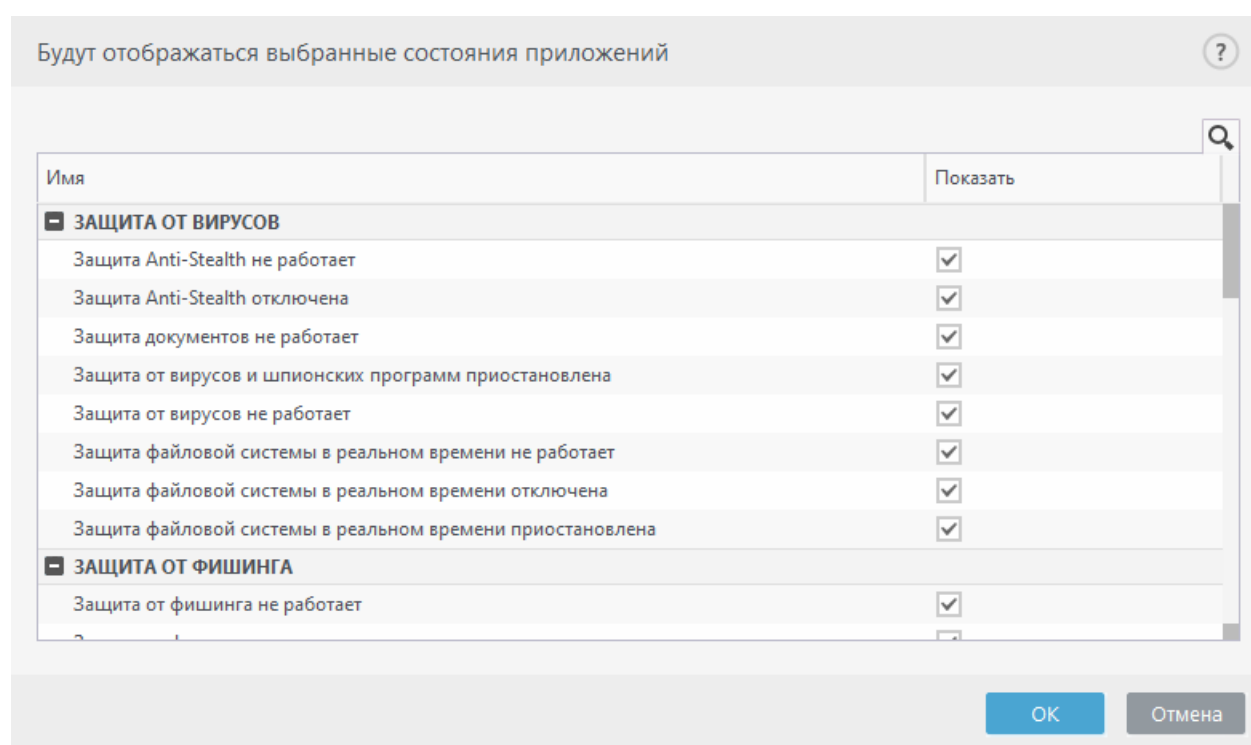 Будут отображаться выбранные состояния приложений
?
Имя Показать
ЗАЩИТА ОТ ВИРУСОВ
Защита Anti-Stealth не работает
Защита Anti-Stealth отключена
Защита документов не работает
Защита от вирусов и шпионских программ приостановлена
Защита от вирусов не работает
Защита файловой системы в реальном времени не работает
Защита файловой системы в реальном времени отключена
Защита файловой системы в реальном времени приостановлена
ЗАЩИТА ОТ ФИШИНГА
Защита от фишинга не работает
ОК Отмена